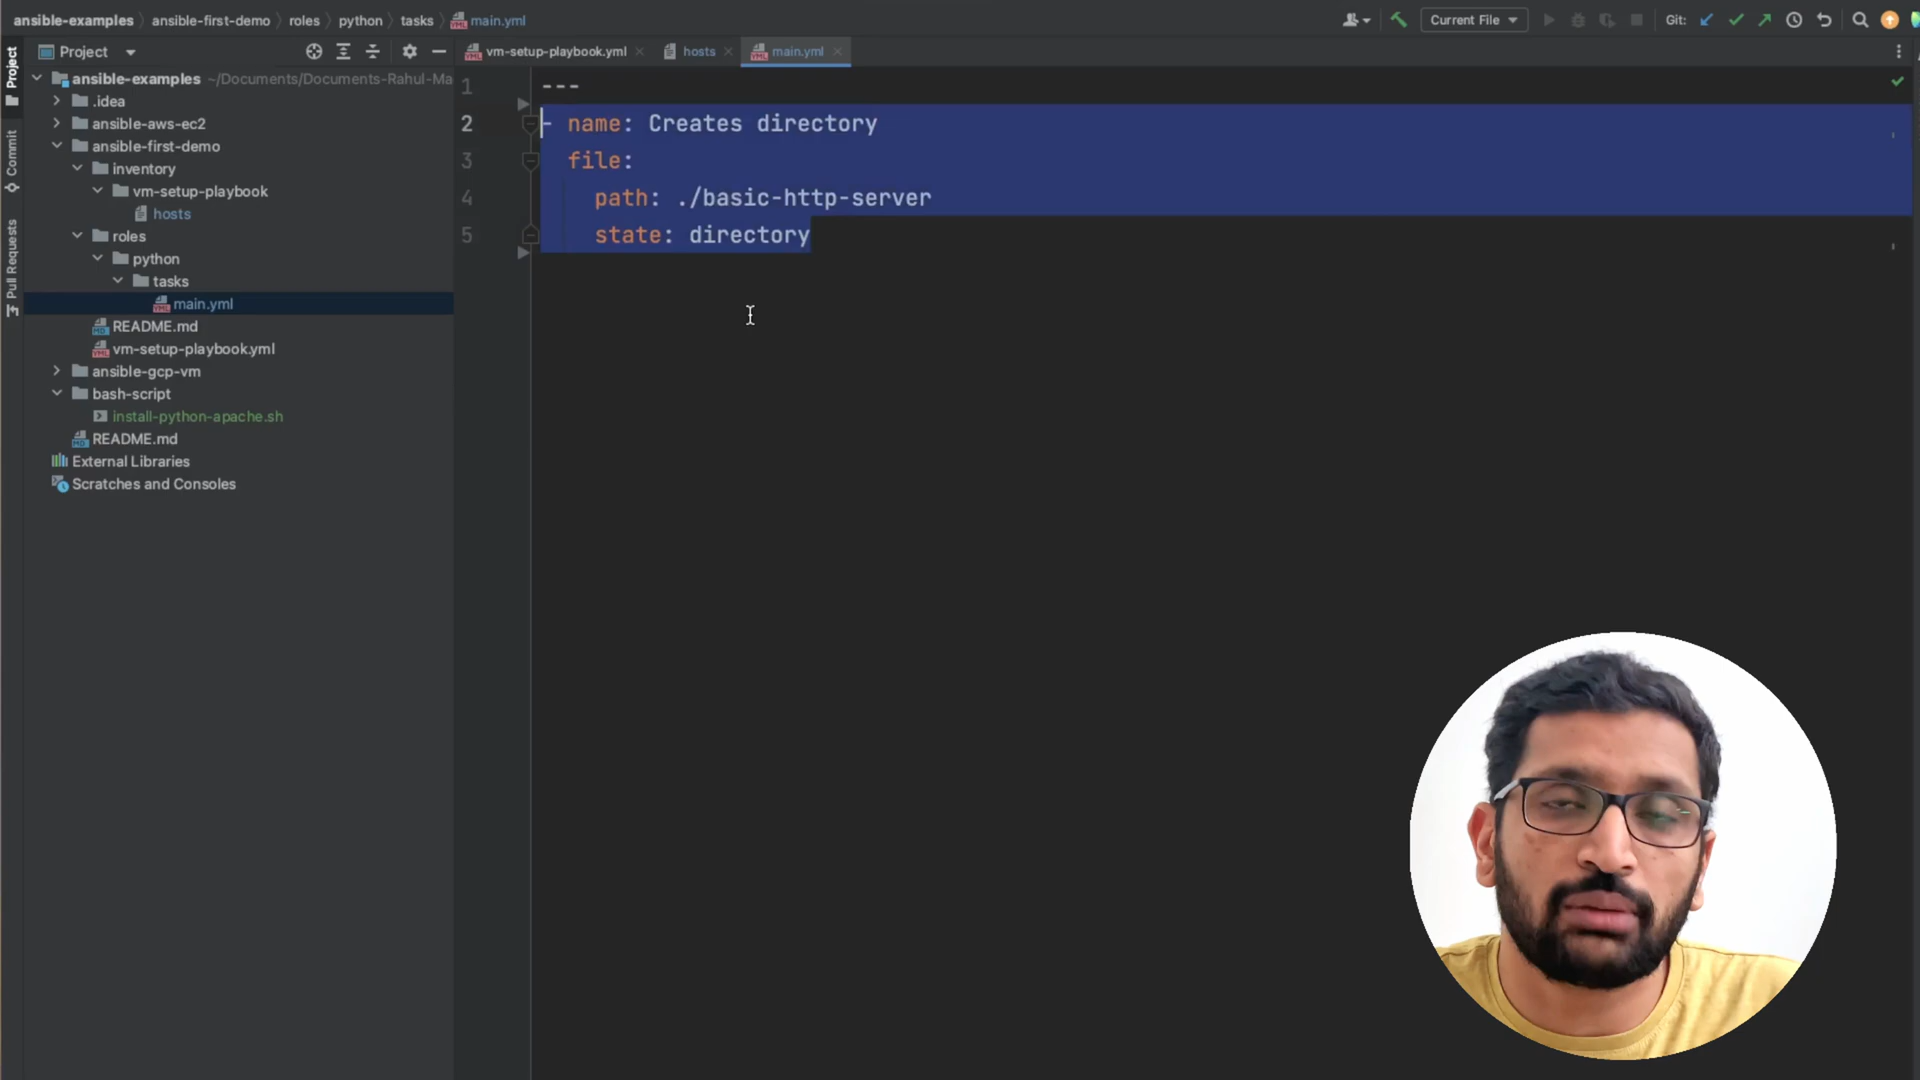 ansible-examples ansible-first-demo roles python tasks main.yml
Current File Git:
Project
vm-setup-playbook.yml hosts main.yml
Project
Commit
Pull Requests
ansible-examples ~/Documents/Documents-Rahul-Ma
.idea
ansible-aws-ec2
ansible-first-demo
inventory
vm-setup-playbook
hosts
roles
python
tasks
main.yml
README.md
vm-setup-playbook.yml
ansible-gcp-vm
bash-script
install-python-apache.sh
README.md
External Libraries
Scratches and Consoles
1 ---
2 - name: Creates directory
3 file:
4 path: ./basic-http-server
5 state: directory